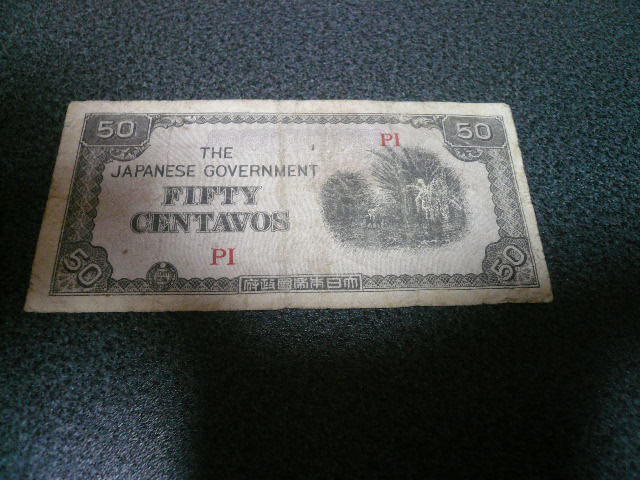 50
50
PI
THE
JAPANESE GOVERNMENT
FIFTY
CENTAVOS
PI
50
府政國帝本日大
50